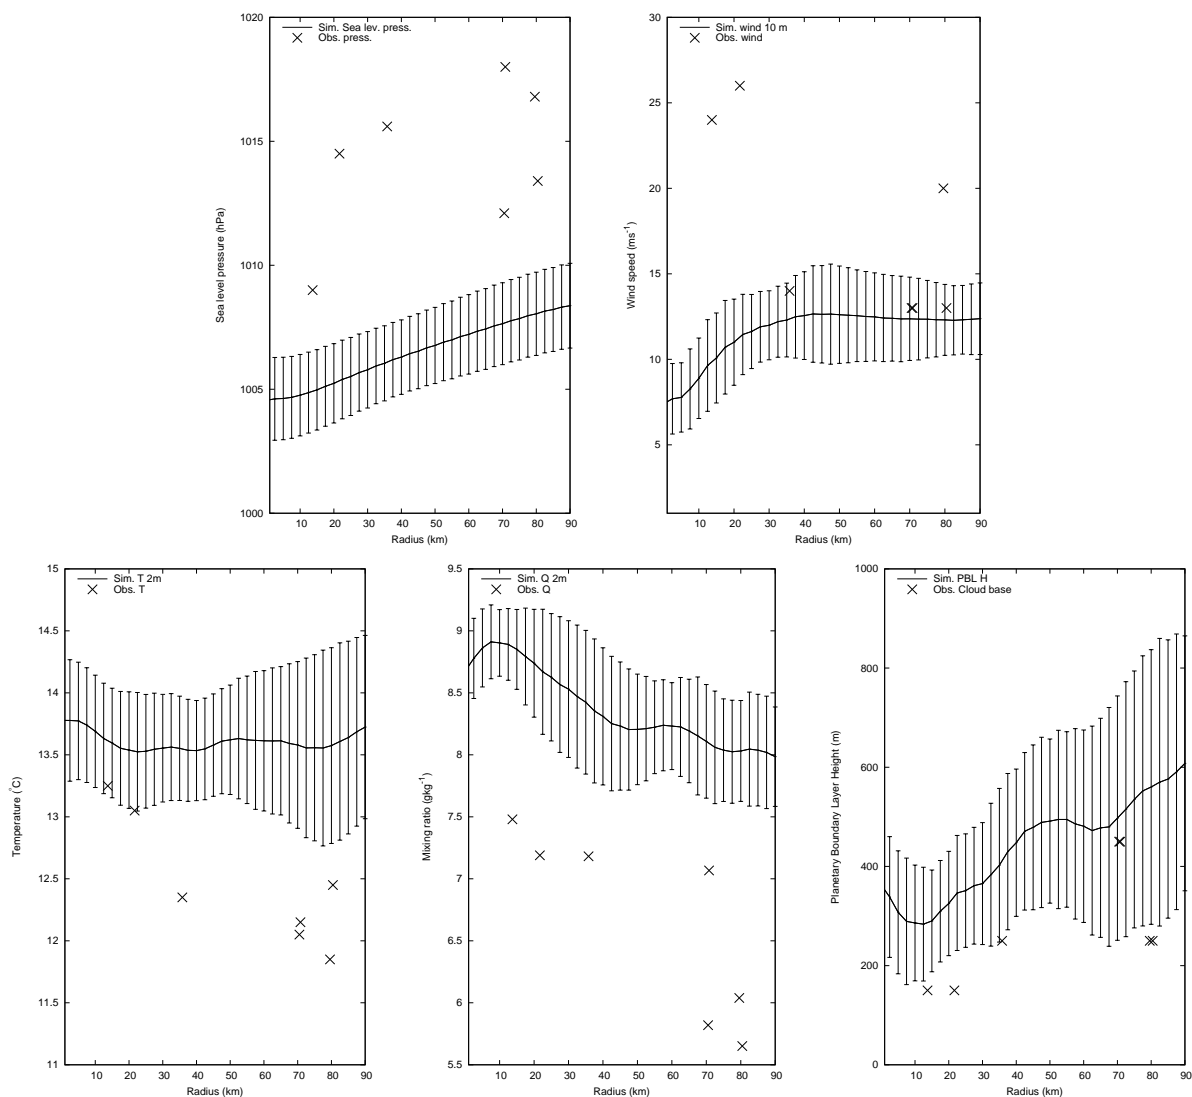 Sim. Sea lev. press.
Obs. press.
1020
1015
1010
1005
1000
Sea level pressure (hPa)
10 20 30 40 50 60 70 80 90
Radius (km)
Sim. wind 10 m
Obs. wind
30
25
20
15
10
5
Wind speed (ms-1)
10 20 30 40 50 60 70 80 90
Radius (km)
Sim. T 2m
Obs. T
15
14.5
14
13.5
13
12.5
12
11.5
11
Temperature (°C)
10 20 30 40 50 60 70 80 90
Radius (km)
Sim. Q 2m
Obs. Q
9.5
9
8.5
8
7.5
7
6.5
6
5.5
Mixing ratio (gkg-1)
10 20 30 40 50 60 70 80 90
Radius (km)
Sim. PBL H
Obs. Cloud base
1000
800
600
400
200
0
Planetary Boundary Layer Height (m)
10 20 30 40 50 60 70 80 90
Radius (km)